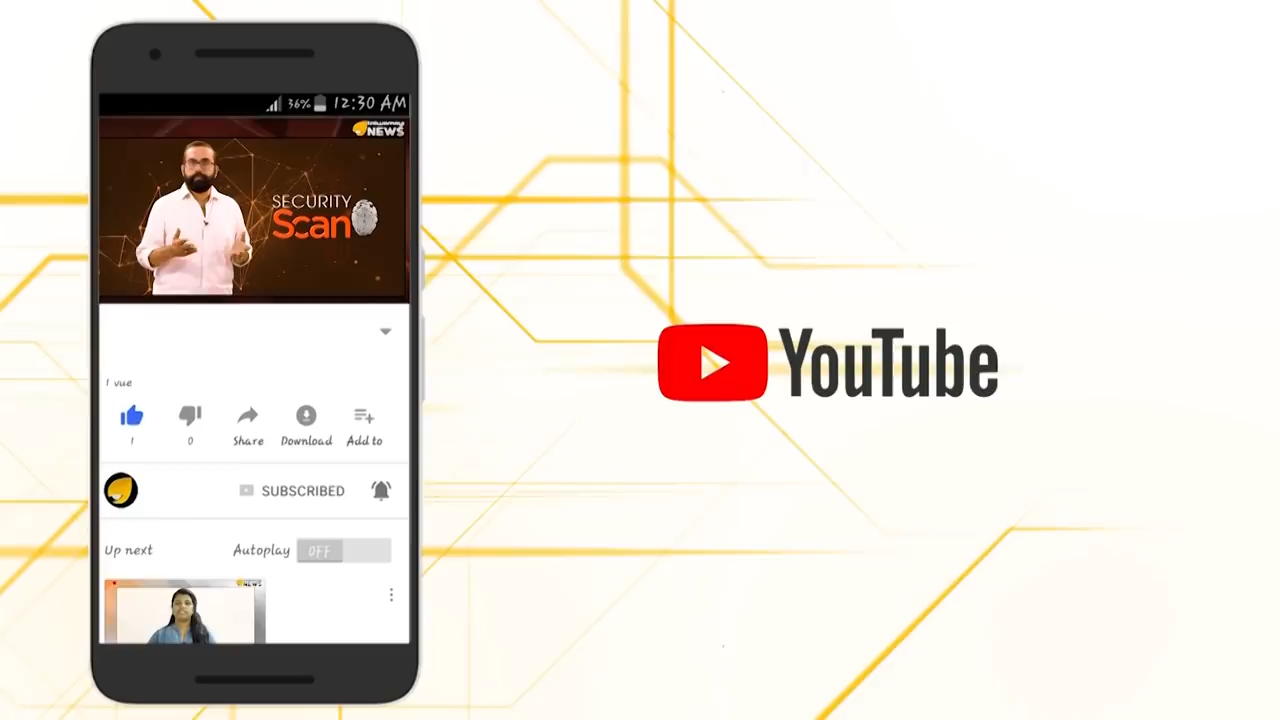 36% 12:30 AM
NEWS
SECURITY
Scan
1 vue
1 0 Share Download Add to
SUBSCRIBED
Up next Autoplay OFF
NEWS
YouTube